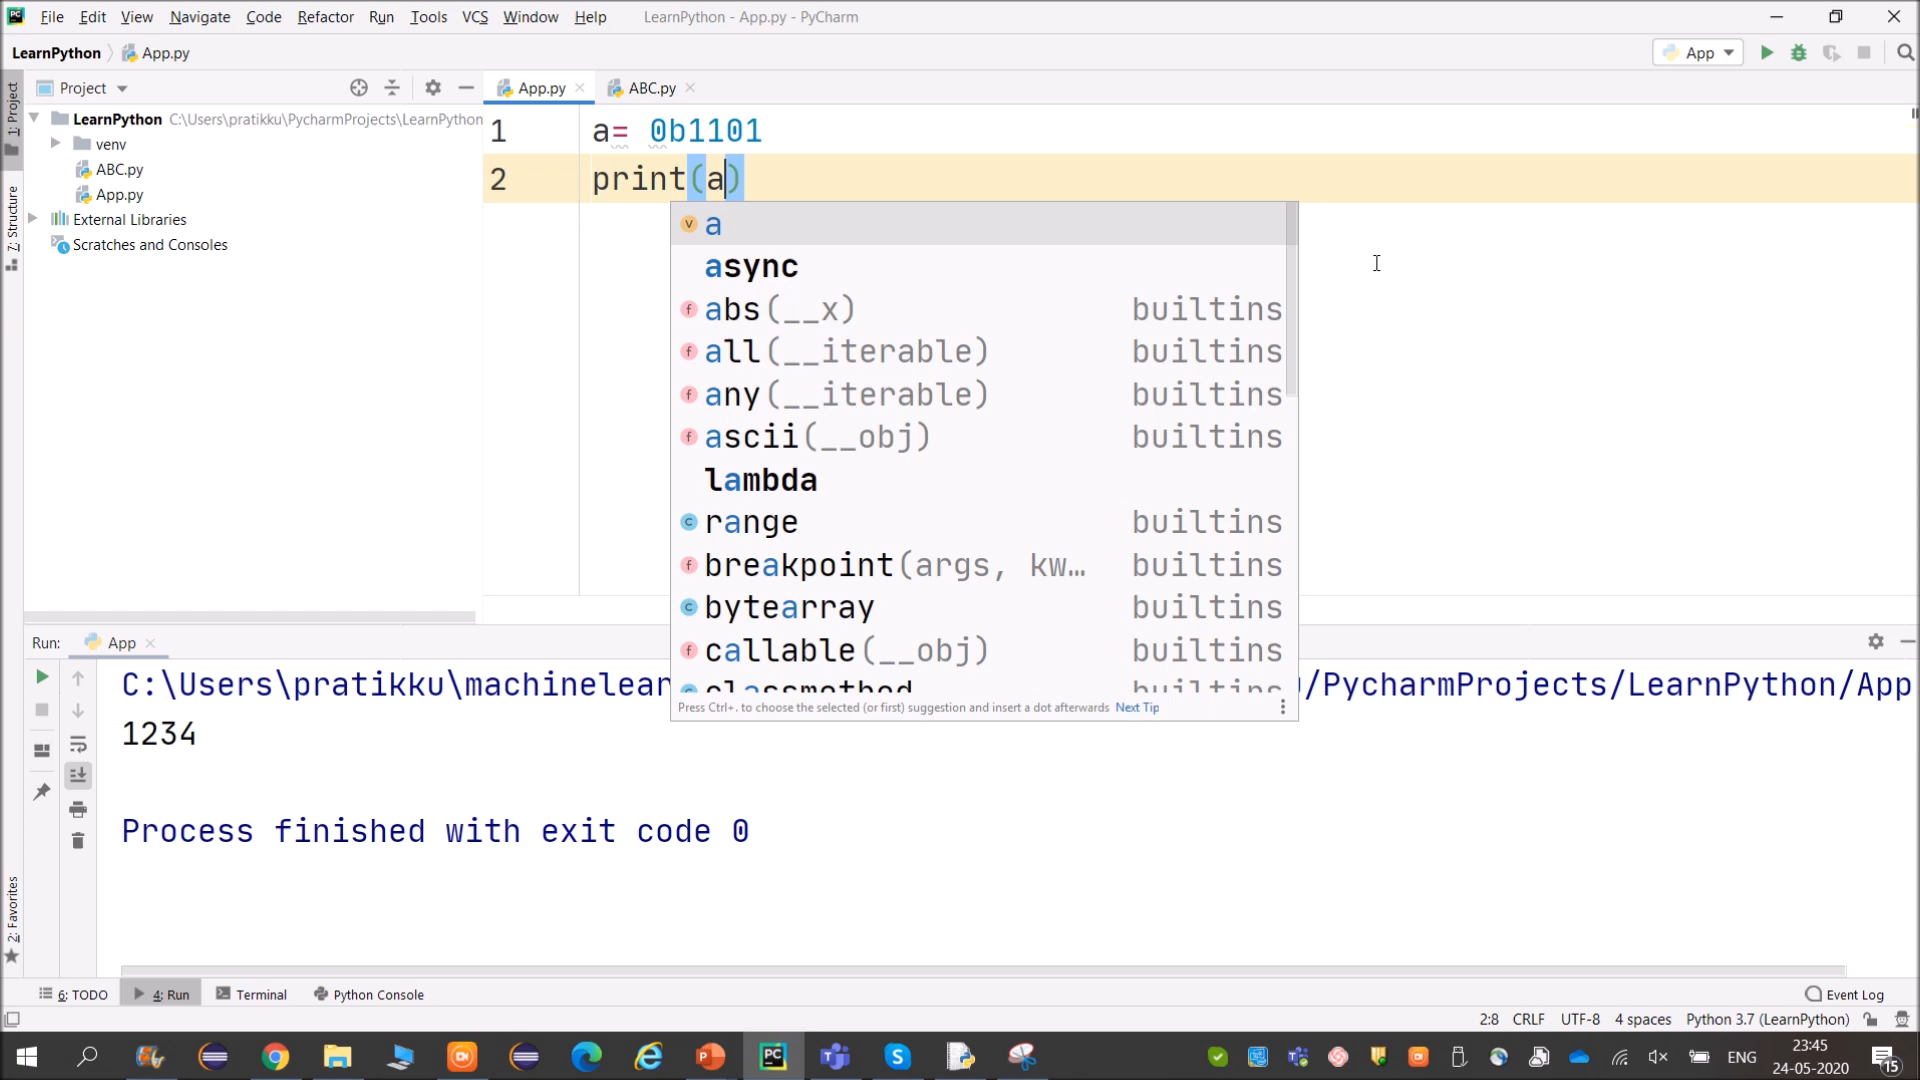 File Edit View Navigate Code Refactor Run Tools VCS Window Help LearnPython - App.py - PyCharm
LearnPython App.py App
1: Project
7: Structure
2: Favorites
Project
LearnPython C:\Users\pratikku\PycharmProjects\LearnPython
venv
ABC.py
App.py
External Libraries
Scratches and Consoles
App.py ABC.py
1 a= 0b1101
2 print(a)
a
async
abs(__x) builtins
all(__iterable) builtins
any(__iterable) builtins
ascii(__obj) builtins
lambda
range builtins
breakpoint(args, kw… builtins
bytearray builtins
callable(__obj) builtins
classmethod builtins
Press Ctrl+. to choose the selected (or first) suggestion and insert a dot afterwards Next Tip
Run: App
C:\Users\pratikku\machinelear /PycharmProjects/LearnPython/App
1234
Process finished with exit code 0
6: TODO 4: Run Terminal Python Console Event Log
2:8 CRLF UTF-8 4 spaces Python 3.7 (LearnPython)
ENG 23:45
24-05-2020
15